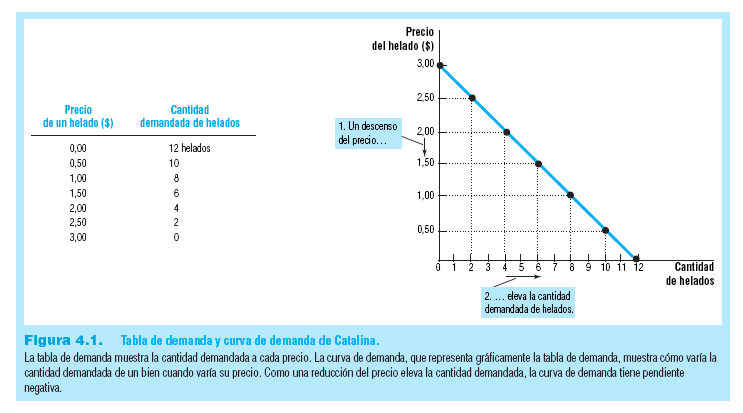 Precio
de un helado ($)
Cantidad
demandada de helados
0,00 12 helados
0,50 10
1,00 8
1,50 6
2,00 4
2,50 2
3,00 0
Precio
del helado ($)
3,00
2,50
2,00
1,50
1,00
0,50
1. Un descenso
del precio…
0 1 2 3 4 5 6 7 8 9 10 11 12
Cantidad
de helados
2. … eleva la cantidad
demandada de helados.
Figura 4.1. Tabla de demanda y curva de demanda de Catalina.
La tabla de demanda muestra la cantidad demandada a cada precio. La curva de demanda, que representa gráficamente la tabla de demanda, muestra cómo varía la
cantidad demandada de un bien cuando varía su precio. Como una reducción del precio eleva la cantidad demandada, la curva de demanda tiene pendiente
negativa.